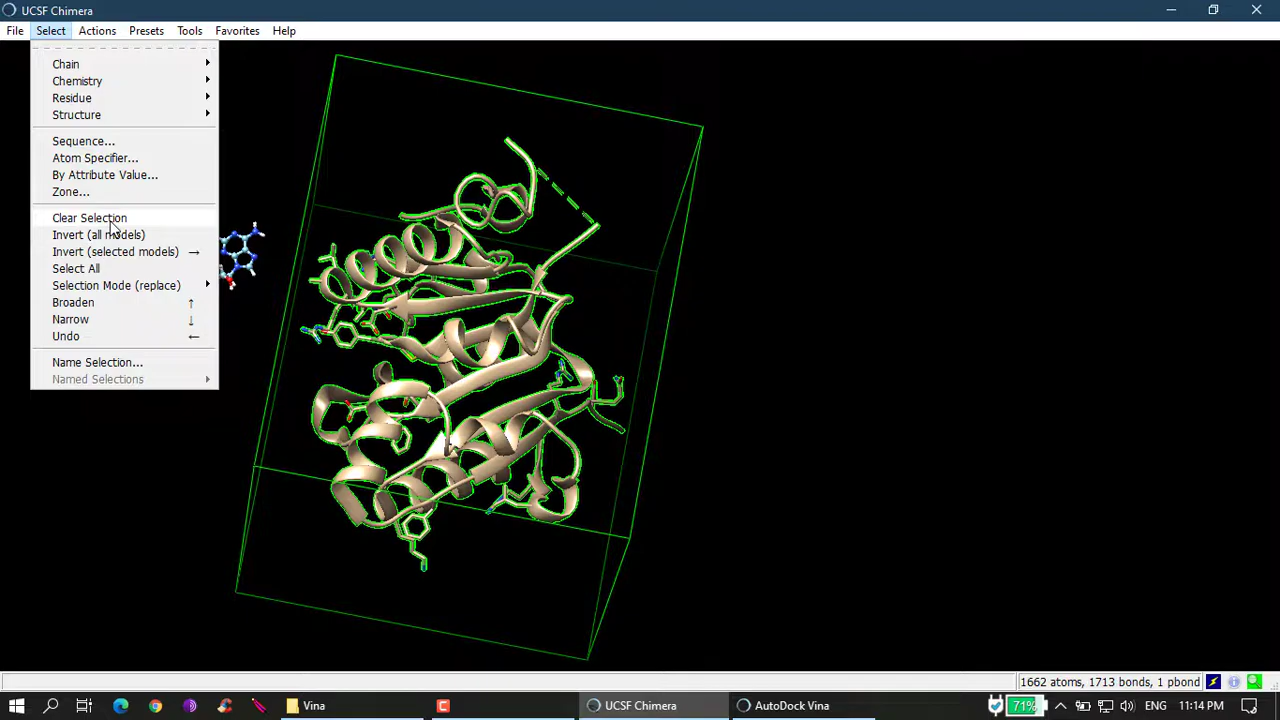 UCSF Chimera
File Select Actions Presets Tools Favorites Help
Chain
Chemistry
Residue
Structure
Sequence...
Atom Specifier...
By Attribute Value...
Zone...
Clear Selection
Invert (all models)
Invert (selected models) →
Select All
Selection Mode (replace)
Broaden ↑
Narrow ↓
Undo ←
Name Selection...
Named Selections
1662 atoms, 1713 bonds, 1 pbond
Vina UCSF Chimera AutoDock Vina 71% ENG 11:14 PM